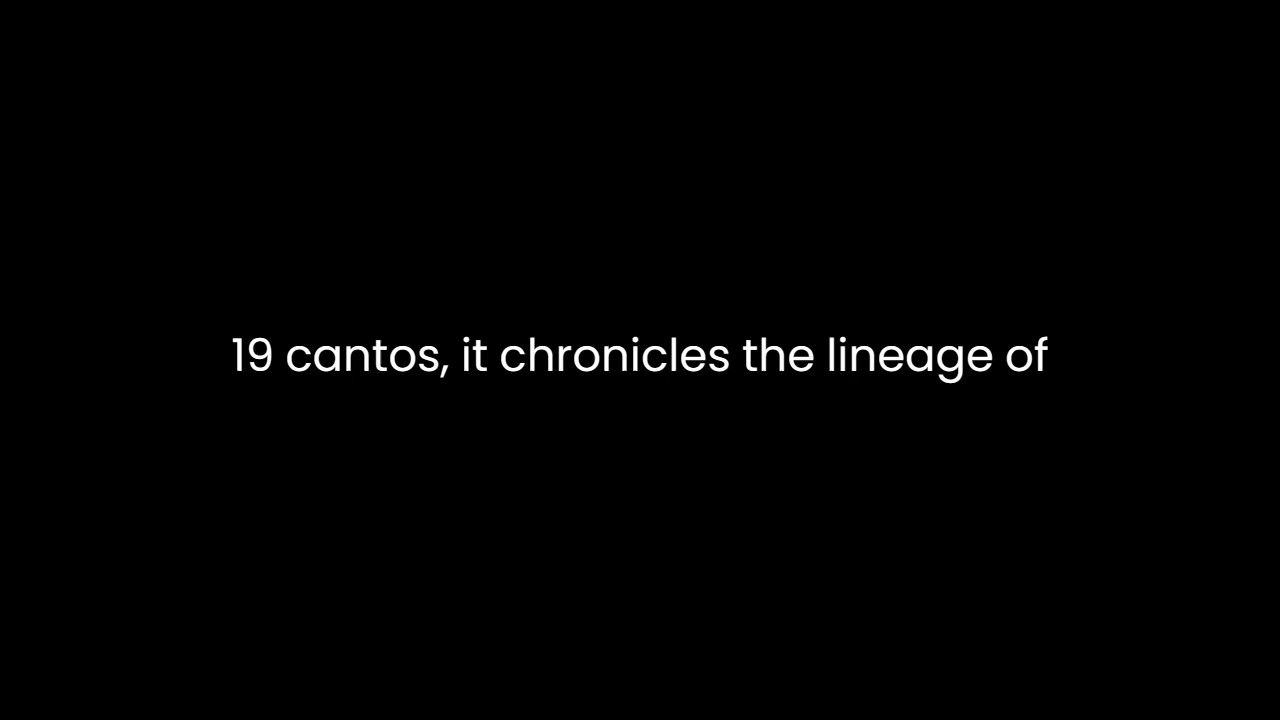 19 cantos, it chronicles the lineage of